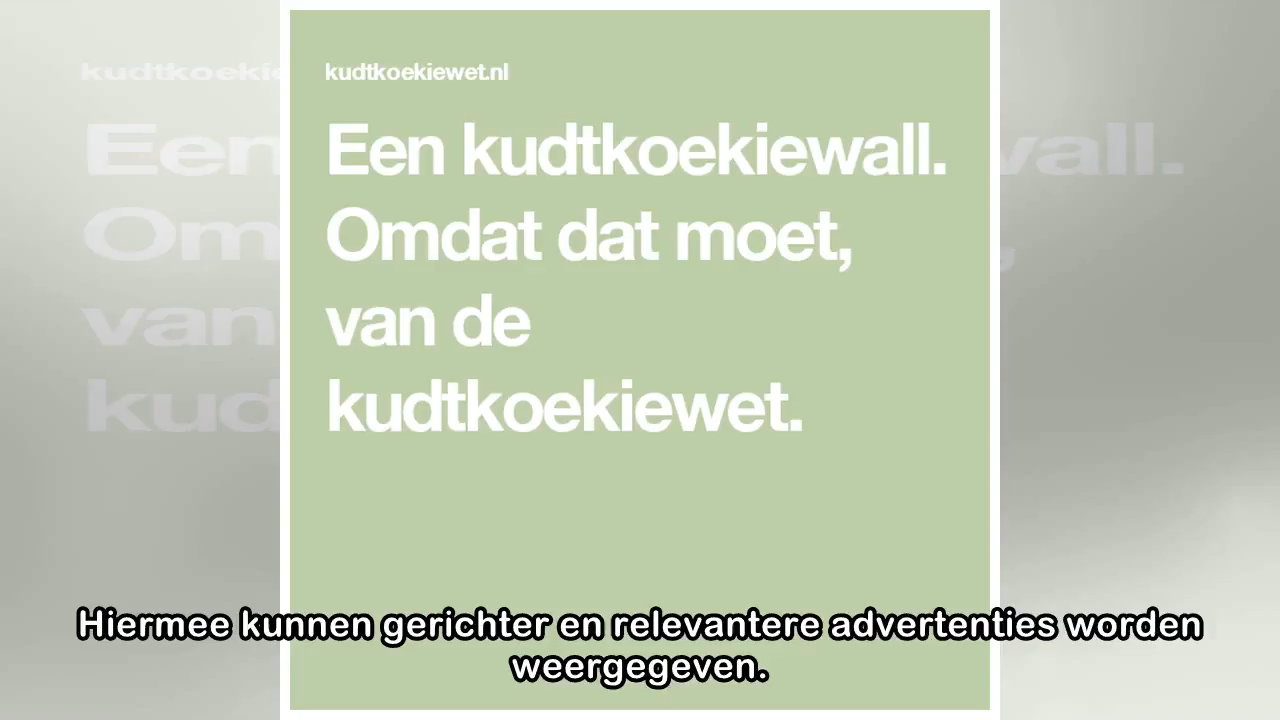 kudtkoekiewet.nl
Een kudtkoekiewall.
Omdat dat moet,
van de
kudtkoekiewet.
Hiermee kunnen gerichter en relevantere advertenties worden
weergegeven.